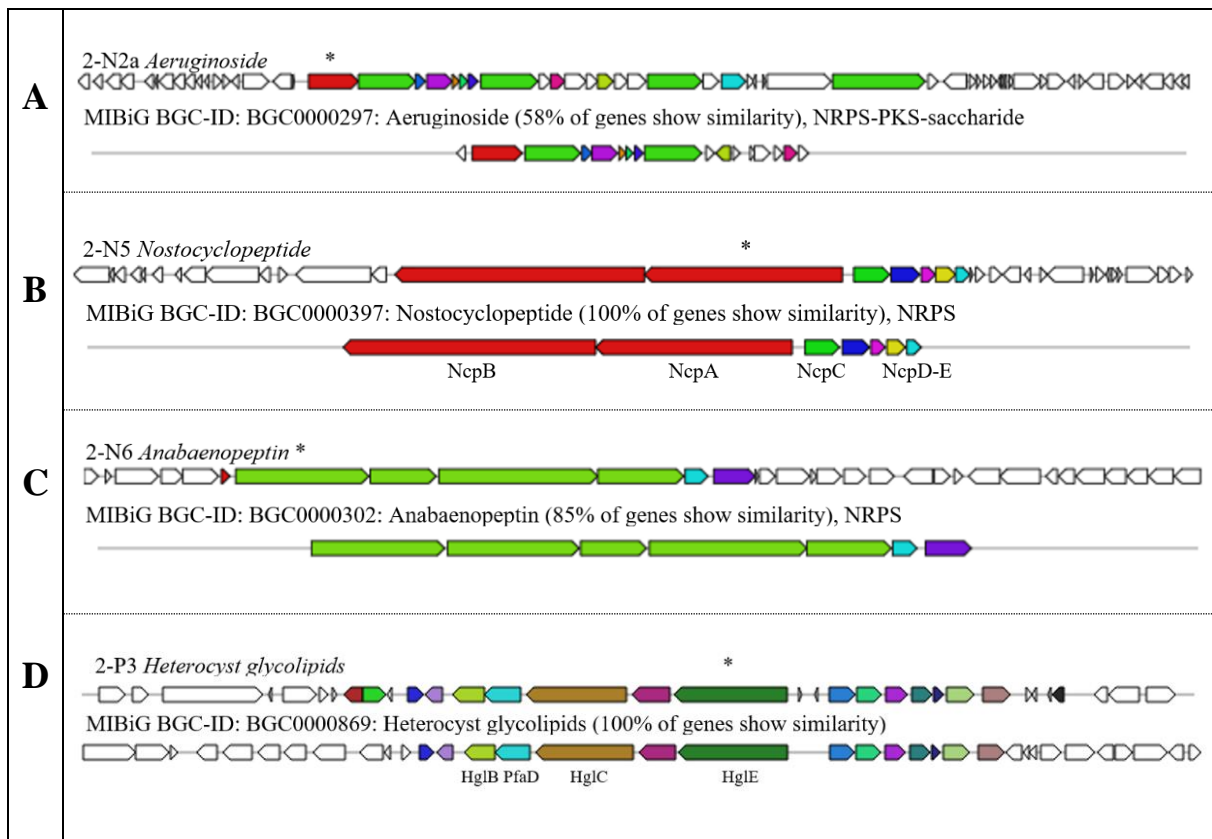 A
2-N2a Aeruginoside *
MIBiG BGC-ID: BGC0000297: Aeruginoside (58% of genes show similarity), NRPS-PKS-saccharide
B
2-N5 Nostocyclopeptide *
MIBiG BGC-ID: BGC0000397: Nostocyclopeptide (100% of genes show similarity), NRPS
NcpB NcpA NcpC NcpD-E
C
2-N6 Anabaenopeptin *
MIBiG BGC-ID: BGC0000302: Anabaenopeptin (85% of genes show similarity), NRPS
D
2-P3 Heterocyst glycolipids *
MIBiG BGC-ID: BGC0000869: Heterocyst glycolipids (100% of genes show similarity)
HglB PfaD HglC HglE